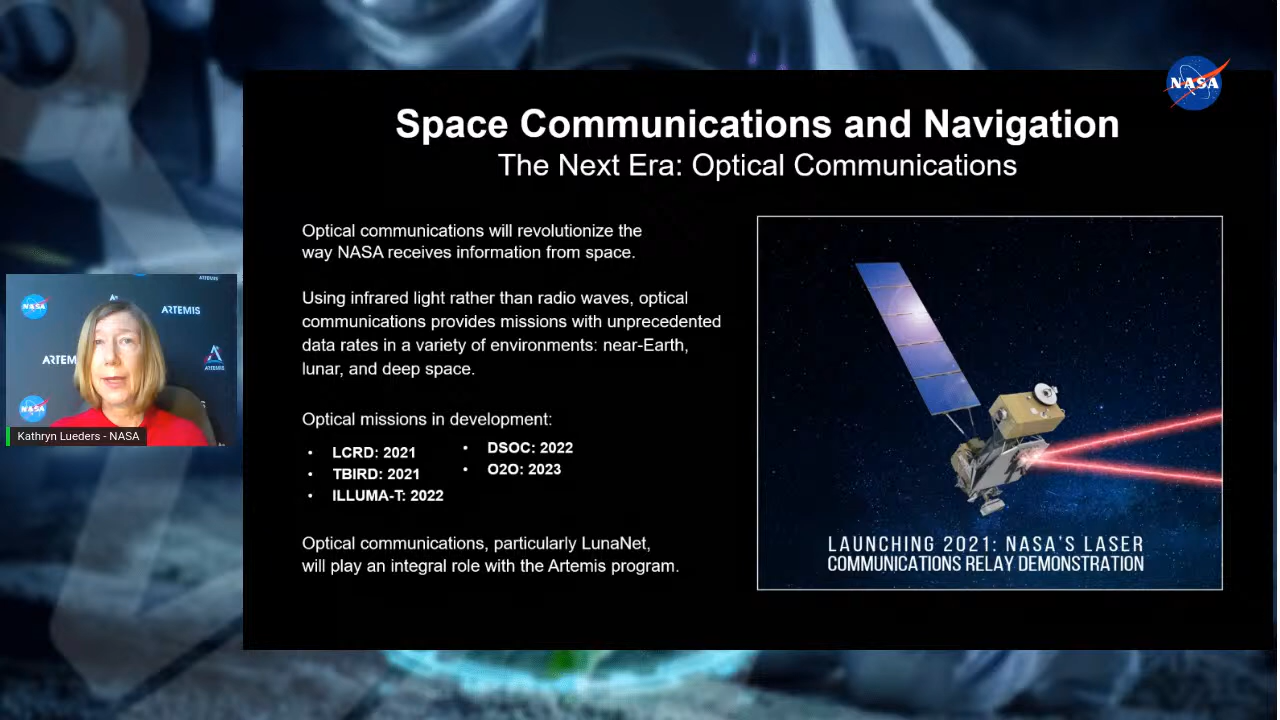 NASA
Space Communications and Navigation
The Next Era: Optical Communications
Optical communications will revolutionize the
way NASA receives information from space.
Using infrared light rather than radio waves, optical
communications provides missions with unprecedented
data rates in a variety of environments: near-Earth,
lunar, and deep space.
Optical missions in development:
• LCRD: 2021
• TBIRD: 2021
• ILLUMA-T: 2022
• DSOC: 2022
• O2O: 2023
Optical communications, particularly LunaNet,
will play an integral role with the Artemis program.
LAUNCHING 2021: NASA'S LASER
COMMUNICATIONS RELAY DEMONSTRATION
ARTEMIS
NASA
ARTEMIS
ARTEM
ARTEMIS
NASA
Kathryn Lueders - NASA